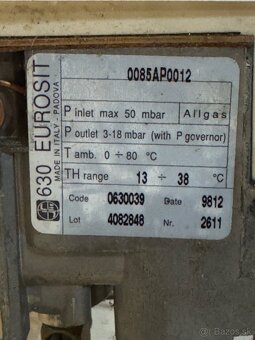 630 EUROSIT
MADE IN ITALY - PADOVA
SIT
0085AP0012
P inlet max 50 mbar Allgas
P outlet 3-18 mbar (with P governor)
T amb. 0 ÷ 80 °C
TH range 13 ÷ 38 °C
Code 0630039 Date 9812
Lot 4082848 Nr. 2611
bazos.sk